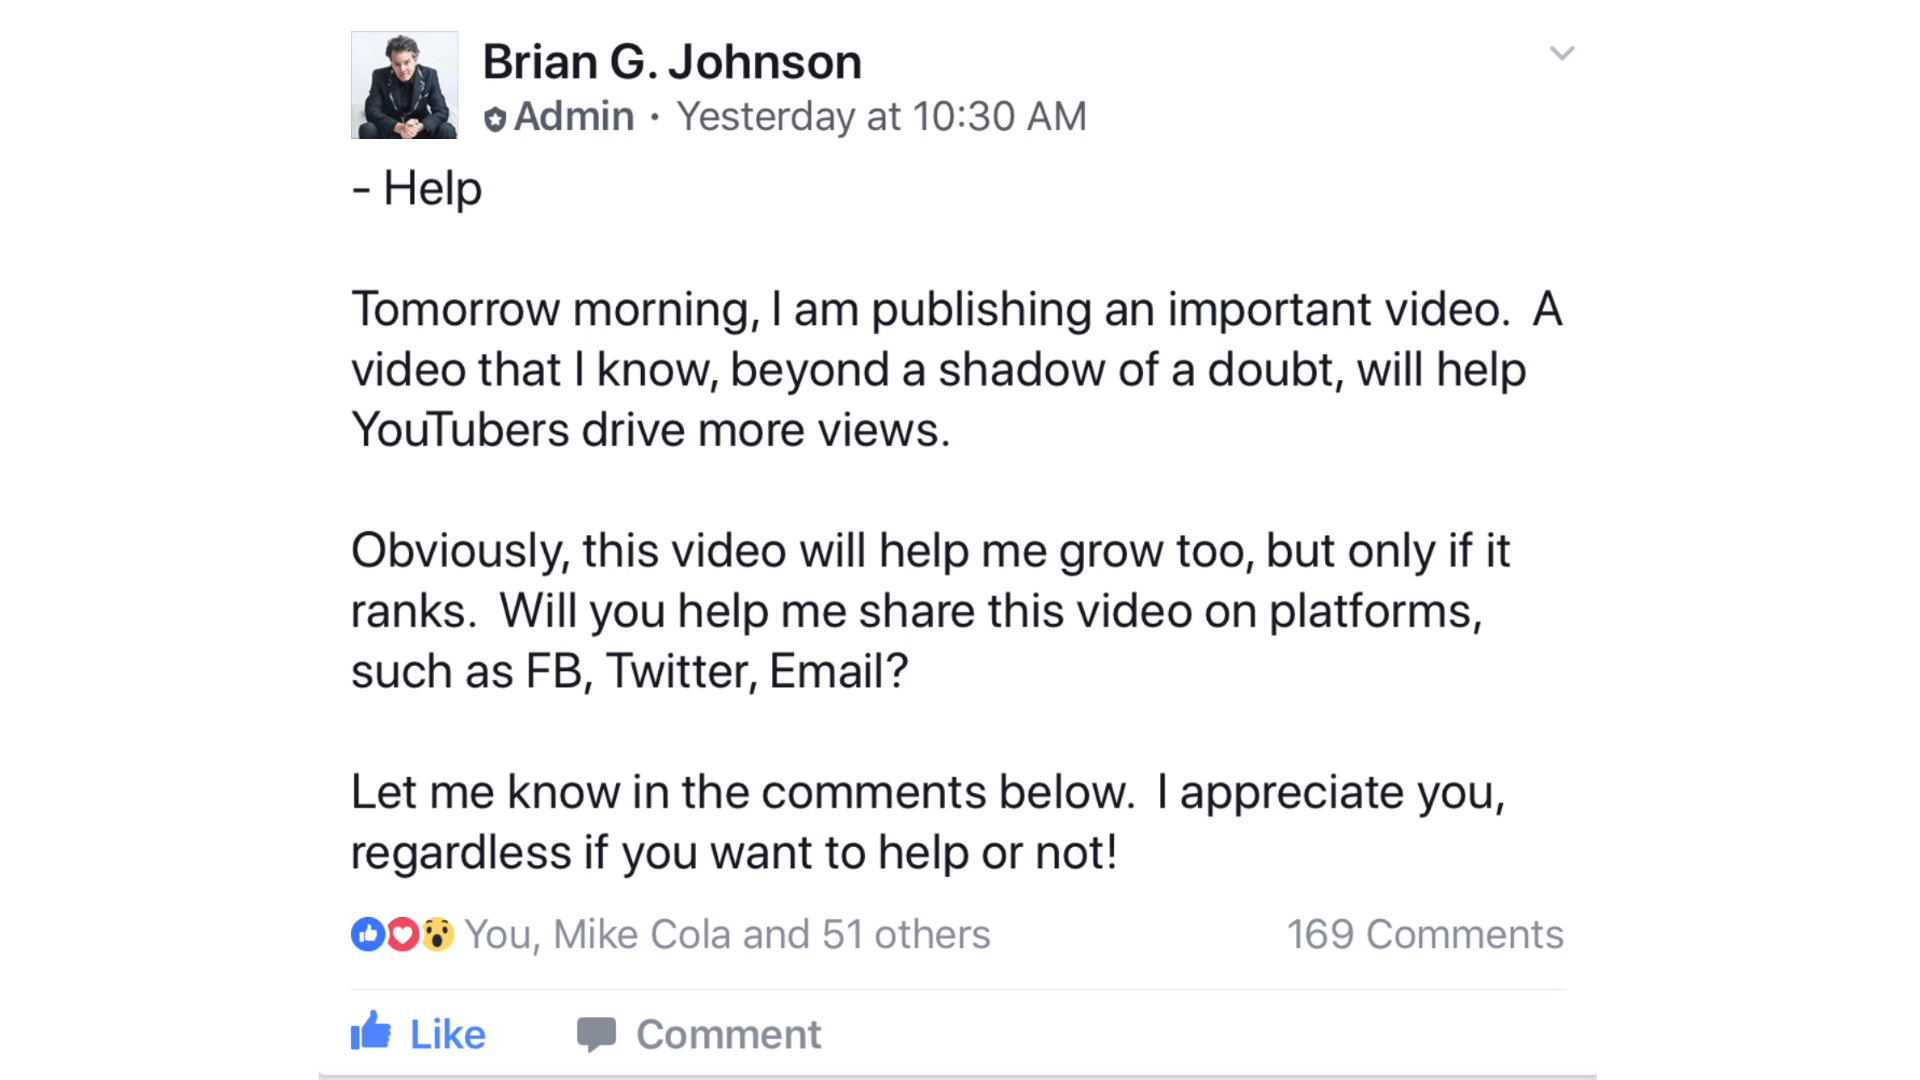 Brian G. Johnson
Admin · Yesterday at 10:30 AM
- Help
Tomorrow morning, I am publishing an important video.  A
video that I know, beyond a shadow of a doubt, will help
YouTubers drive more views.
Obviously, this video will help me grow too, but only if it
ranks.  Will you help me share this video on platforms,
such as FB, Twitter, Email?
Let me know in the comments below.  I appreciate you,
regardless if you want to help or not!
You, Mike Cola and 51 others 169 Comments
Like Comment